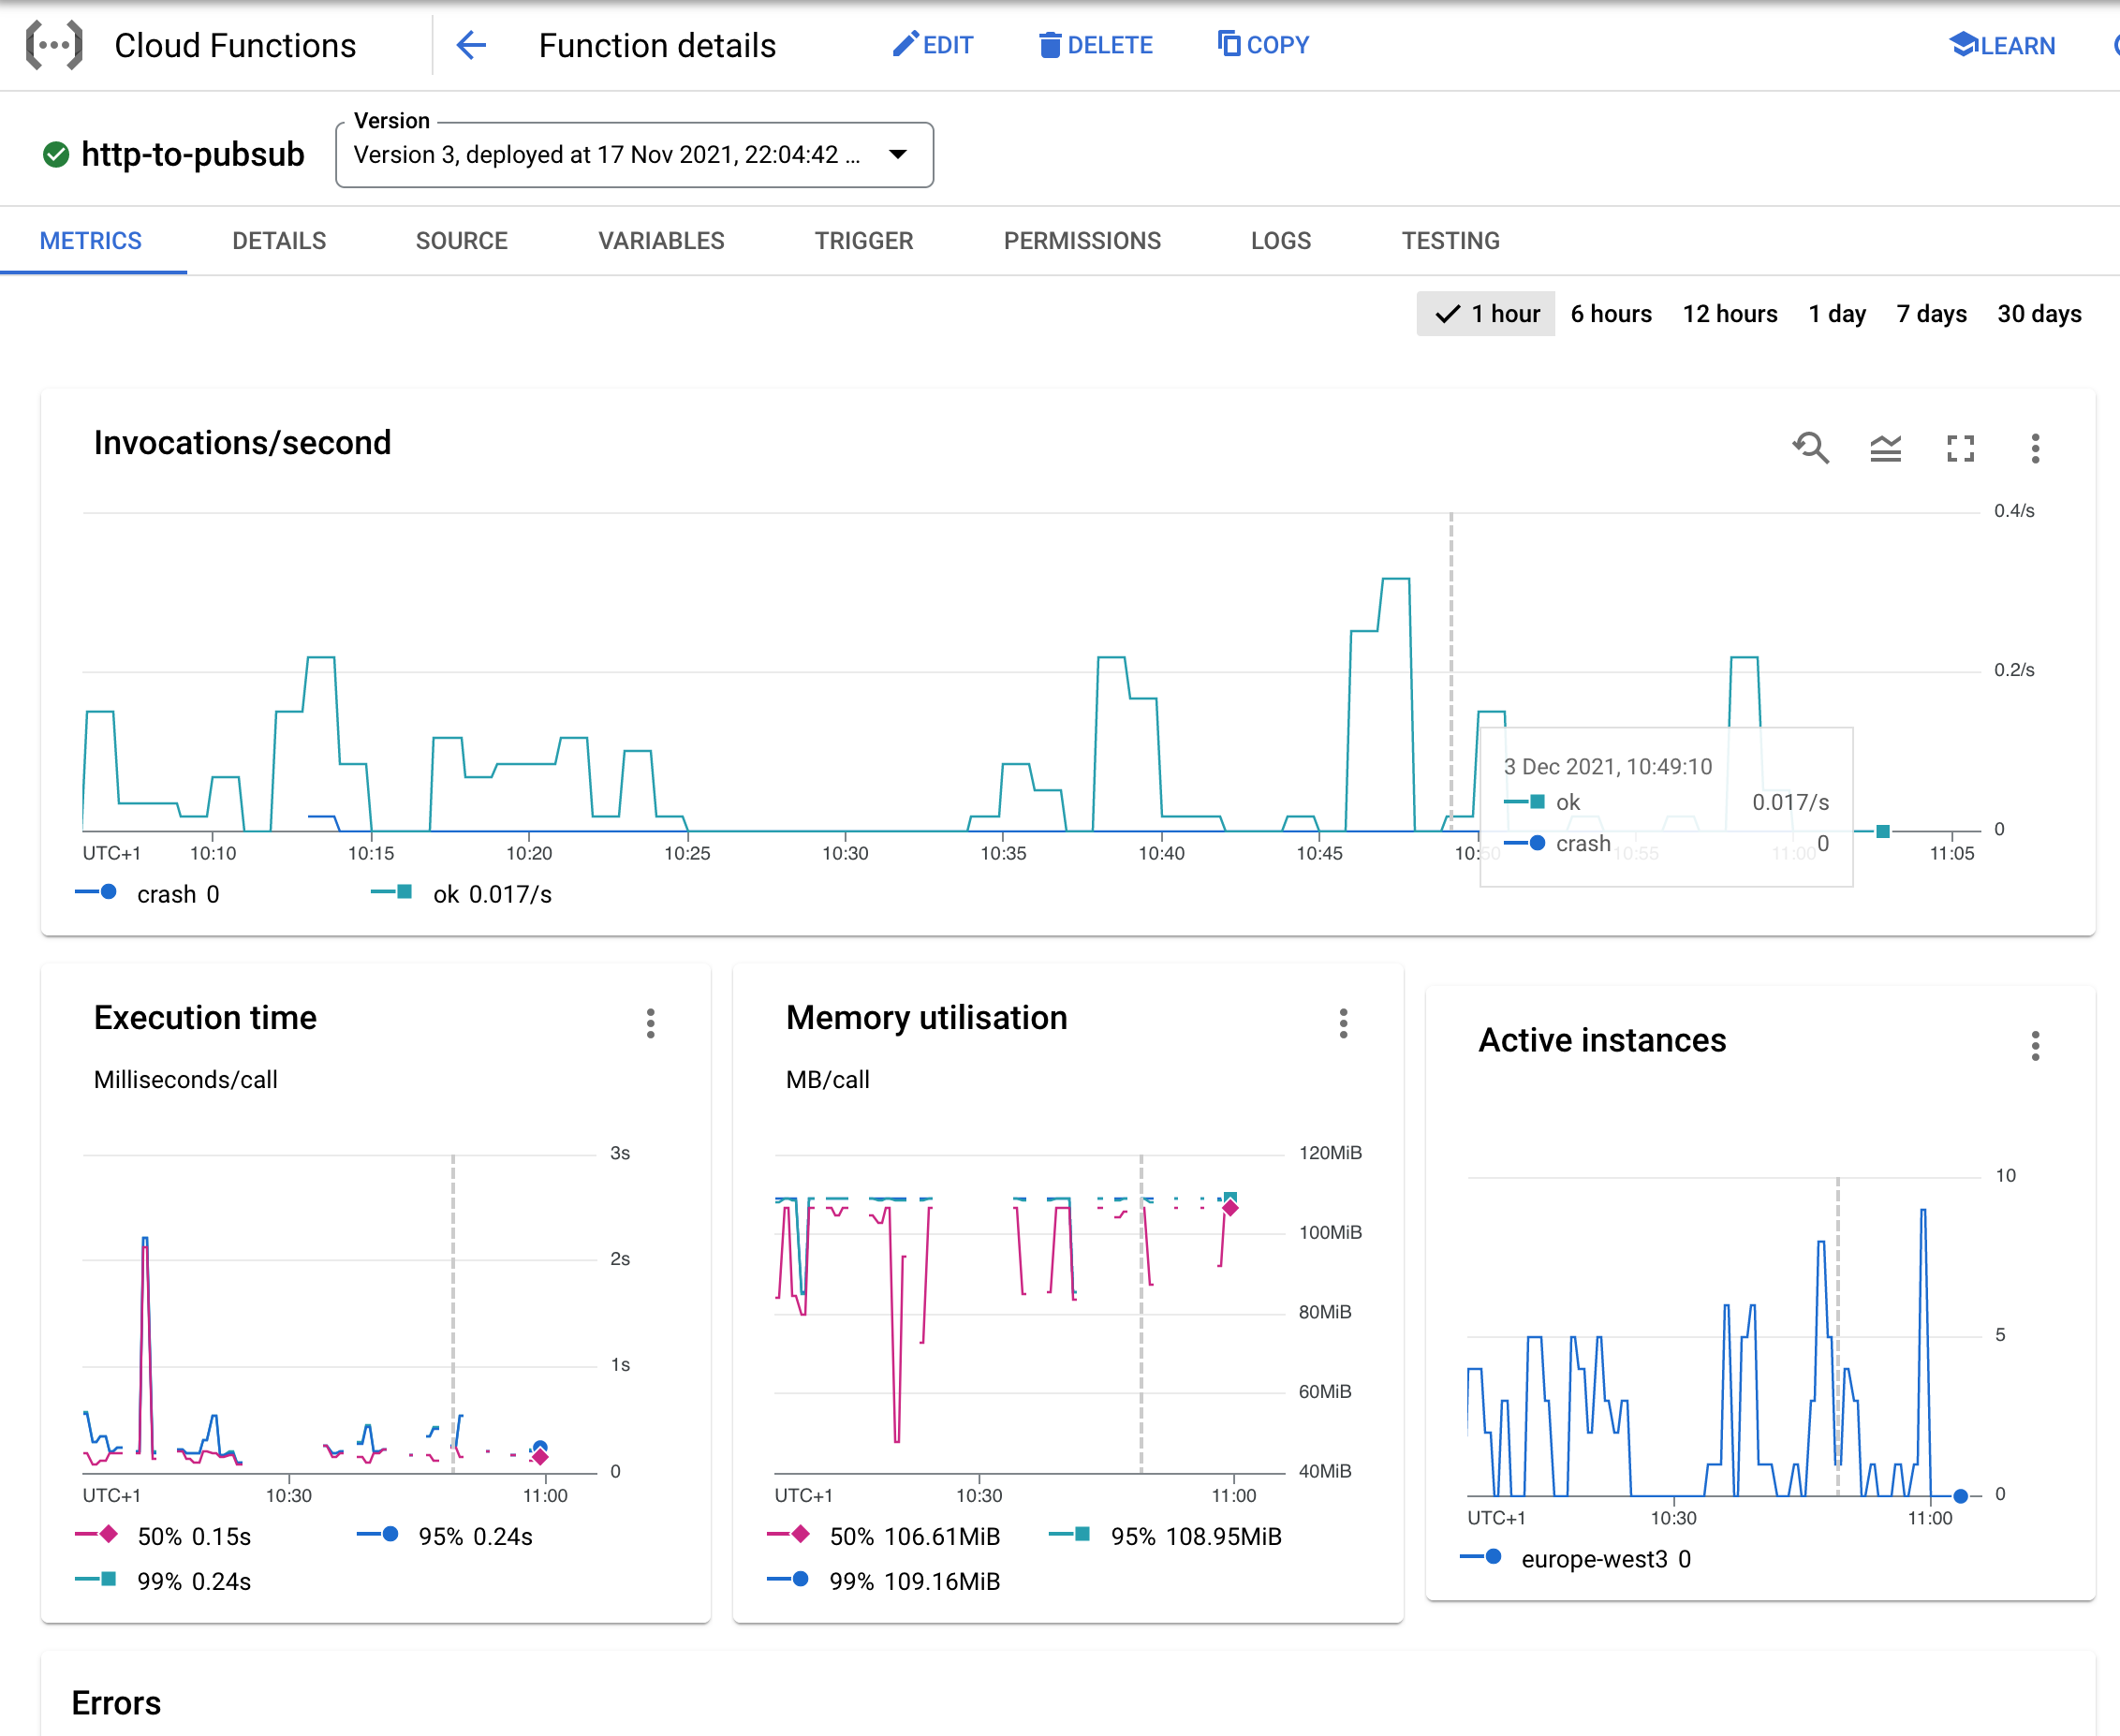 Cloud Functions Function details EDIT DELETE COPY LEARN
http-to-pubsub
Version
Version 3, deployed at 17 Nov 2021, 22:04:42 ...
METRICS DETAILS SOURCE VARIABLES TRIGGER PERMISSIONS LOGS TESTING
1 hour 6 hours 12 hours 1 day 7 days 30 days
Invocations/second
0.4/s
0.2/s
0
3 Dec 2021, 10:49:10
ok 0.017/s
crash 0
UTC+1 10:10 10:15 10:20 10:25 10:30 10:35 10:40 10:45 10:50 10:55 11:00 11:05
crash 0 ok 0.017/s
Execution time
Milliseconds/call
3s
2s
1s
0
UTC+1 10:30 11:00
50% 0.15s 95% 0.24s
99% 0.24s
Memory utilisation
MB/call
120MiB
100MiB
80MiB
60MiB
40MiB
UTC+1 10:30 11:00
50% 106.61MiB 95% 108.95MiB
99% 109.16MiB
Active instances
10
5
0
UTC+1 10:30 11:00
europe-west3 0
Errors